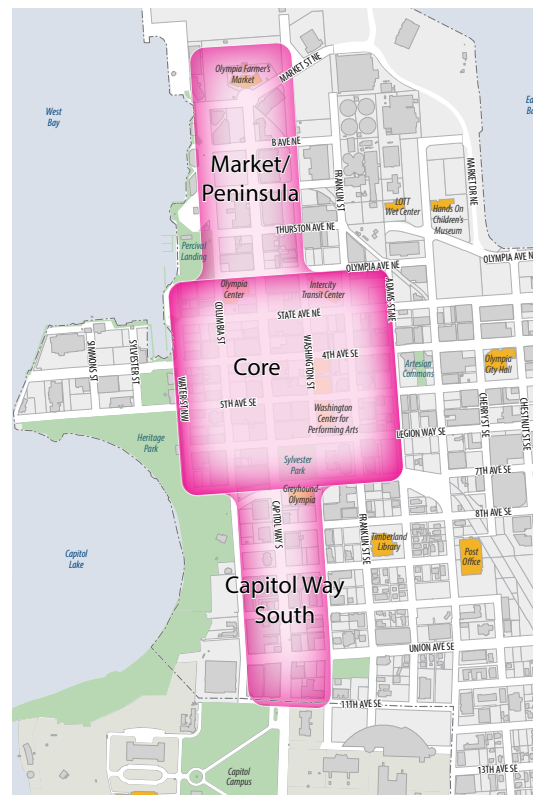 Olympia Farmer's
Market
MARKET ST NE
West
Bay
B AVE NE
Market/
Peninsula
FRANKLIN ST
MARKET DR NE
LOTT
Wet Center
Hands On
Children's
Museum
THURSTON AVE NE
Percival
Landing
OLYMPIA AVE NE
OLYMPIA AVE N
Olympia
Center
Intercity
Transit Center
ADAMS ST NE
COLUMBIA ST
STATE AVE NE
SIMMONS ST
SYLVESTER ST
WASHINGTON ST
4TH AVE SE
Core
Artesian
Commons
Olympia
City Hall
WATER ST NW
5TH AVE SE
Washington
Center for
Performing Arts
CHERRY ST SE
CHESTNUT ST SE
Heritage
Park
LEGION WAY SE
Sylvester
Park
7TH AVE SE
Greyhound-
Olympia
CAPITOL WAY S
8TH AVE SE
FRANKLIN ST SE
Timberland
Library
Post
Office
Capitol
Lake
Capitol Way
South
UNION AVE SE
11TH AVE SE
Capitol
Campus
13TH AVE SE